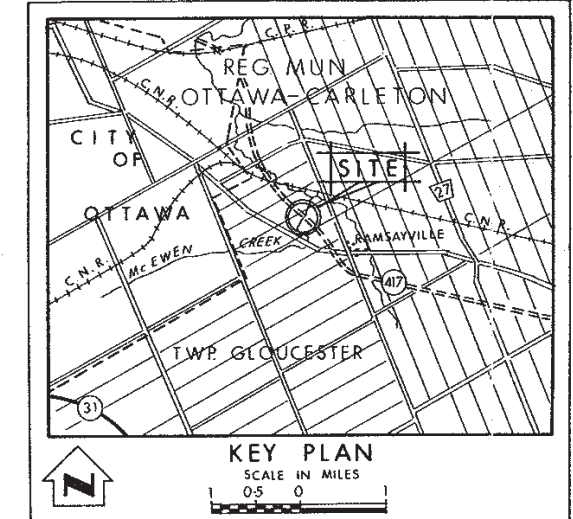 C.P.R.
REG MUN
OTTAWA-CARLETON
C.N.R.
CITY
OF
SITE
27
OTTAWA
C.N.R.
RAMSAYVILLE
McEWEN CREEK
C.N.R.
417
TWP. GLOUCESTER
31
KEY PLAN
SCALE IN MILES
1 0·5 0 1
N